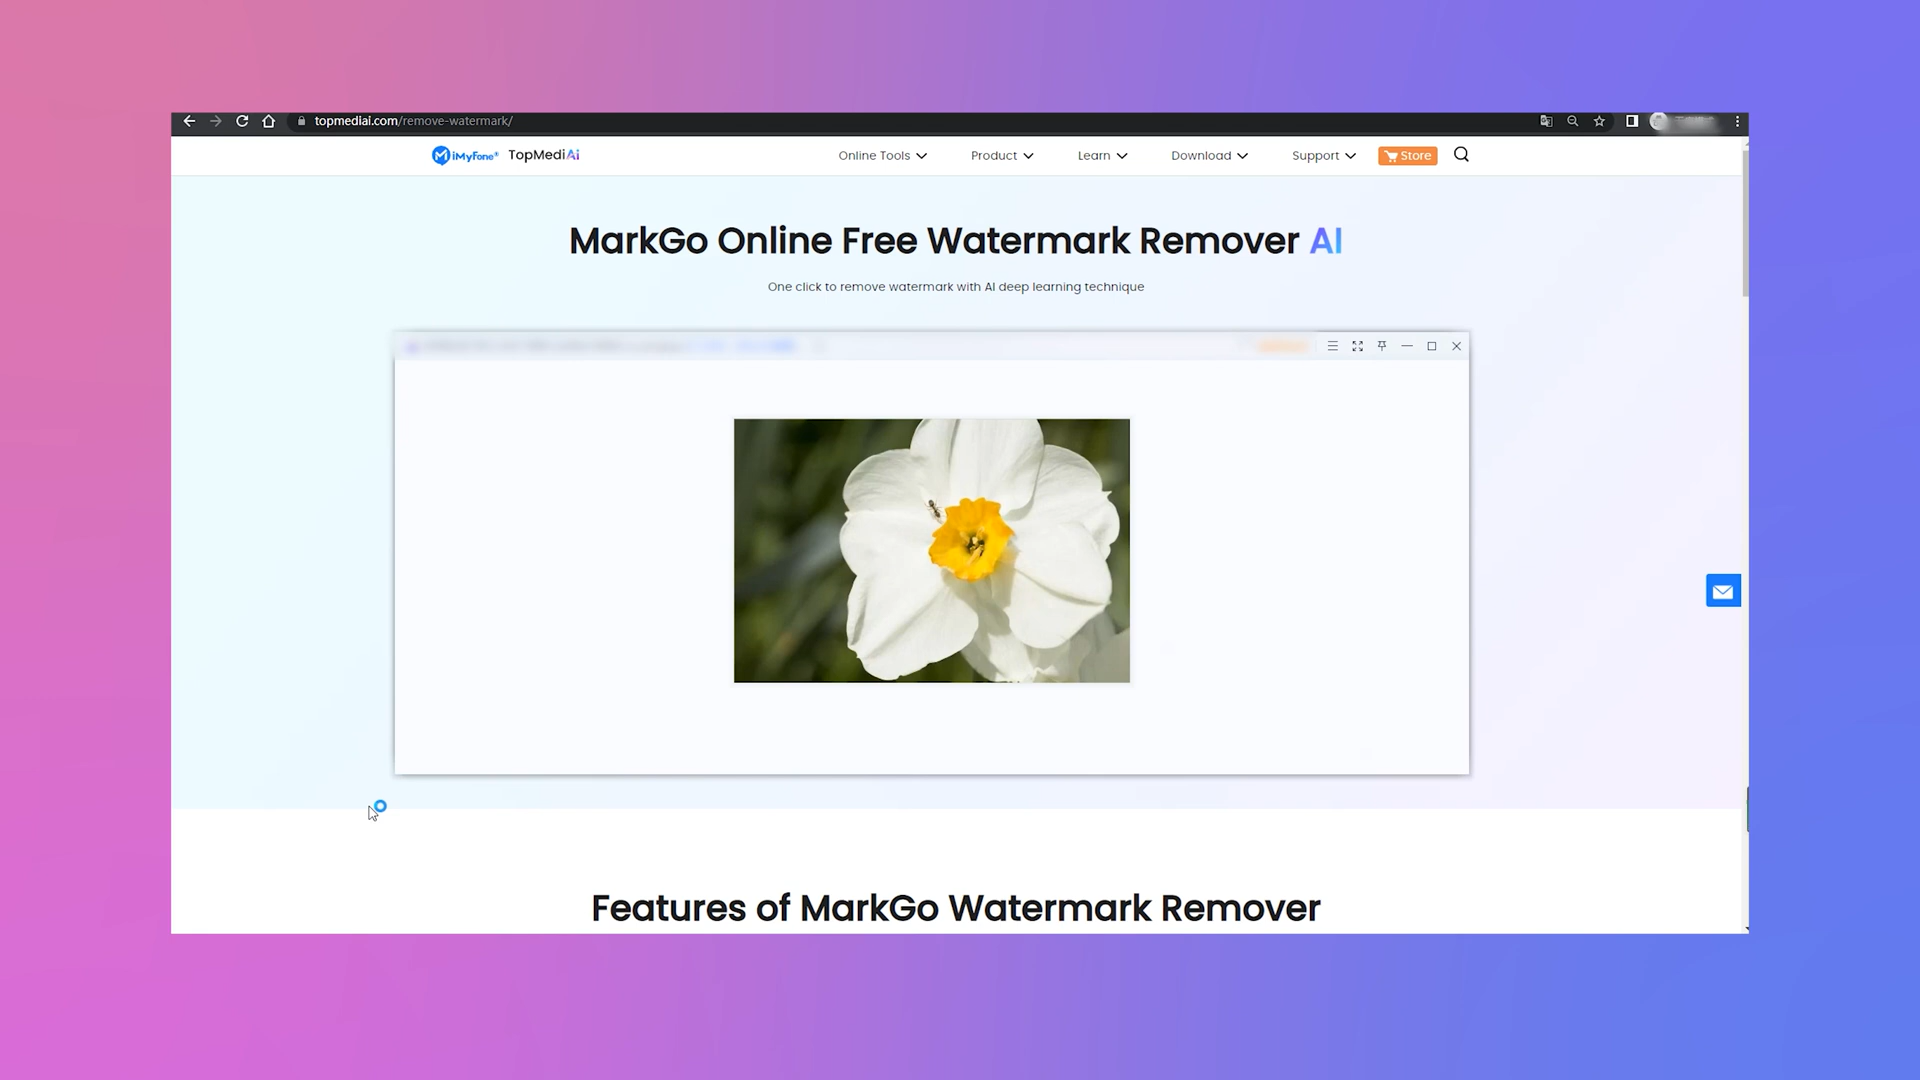 topmediai.com/remove-watermark/
iMyFone® TopMediAi
Online Tools Product Learn Download Support Store
MarkGo Online Free Watermark Remover AI
One click to remove watermark with AI deep learning technique
Features of MarkGo Watermark Remover